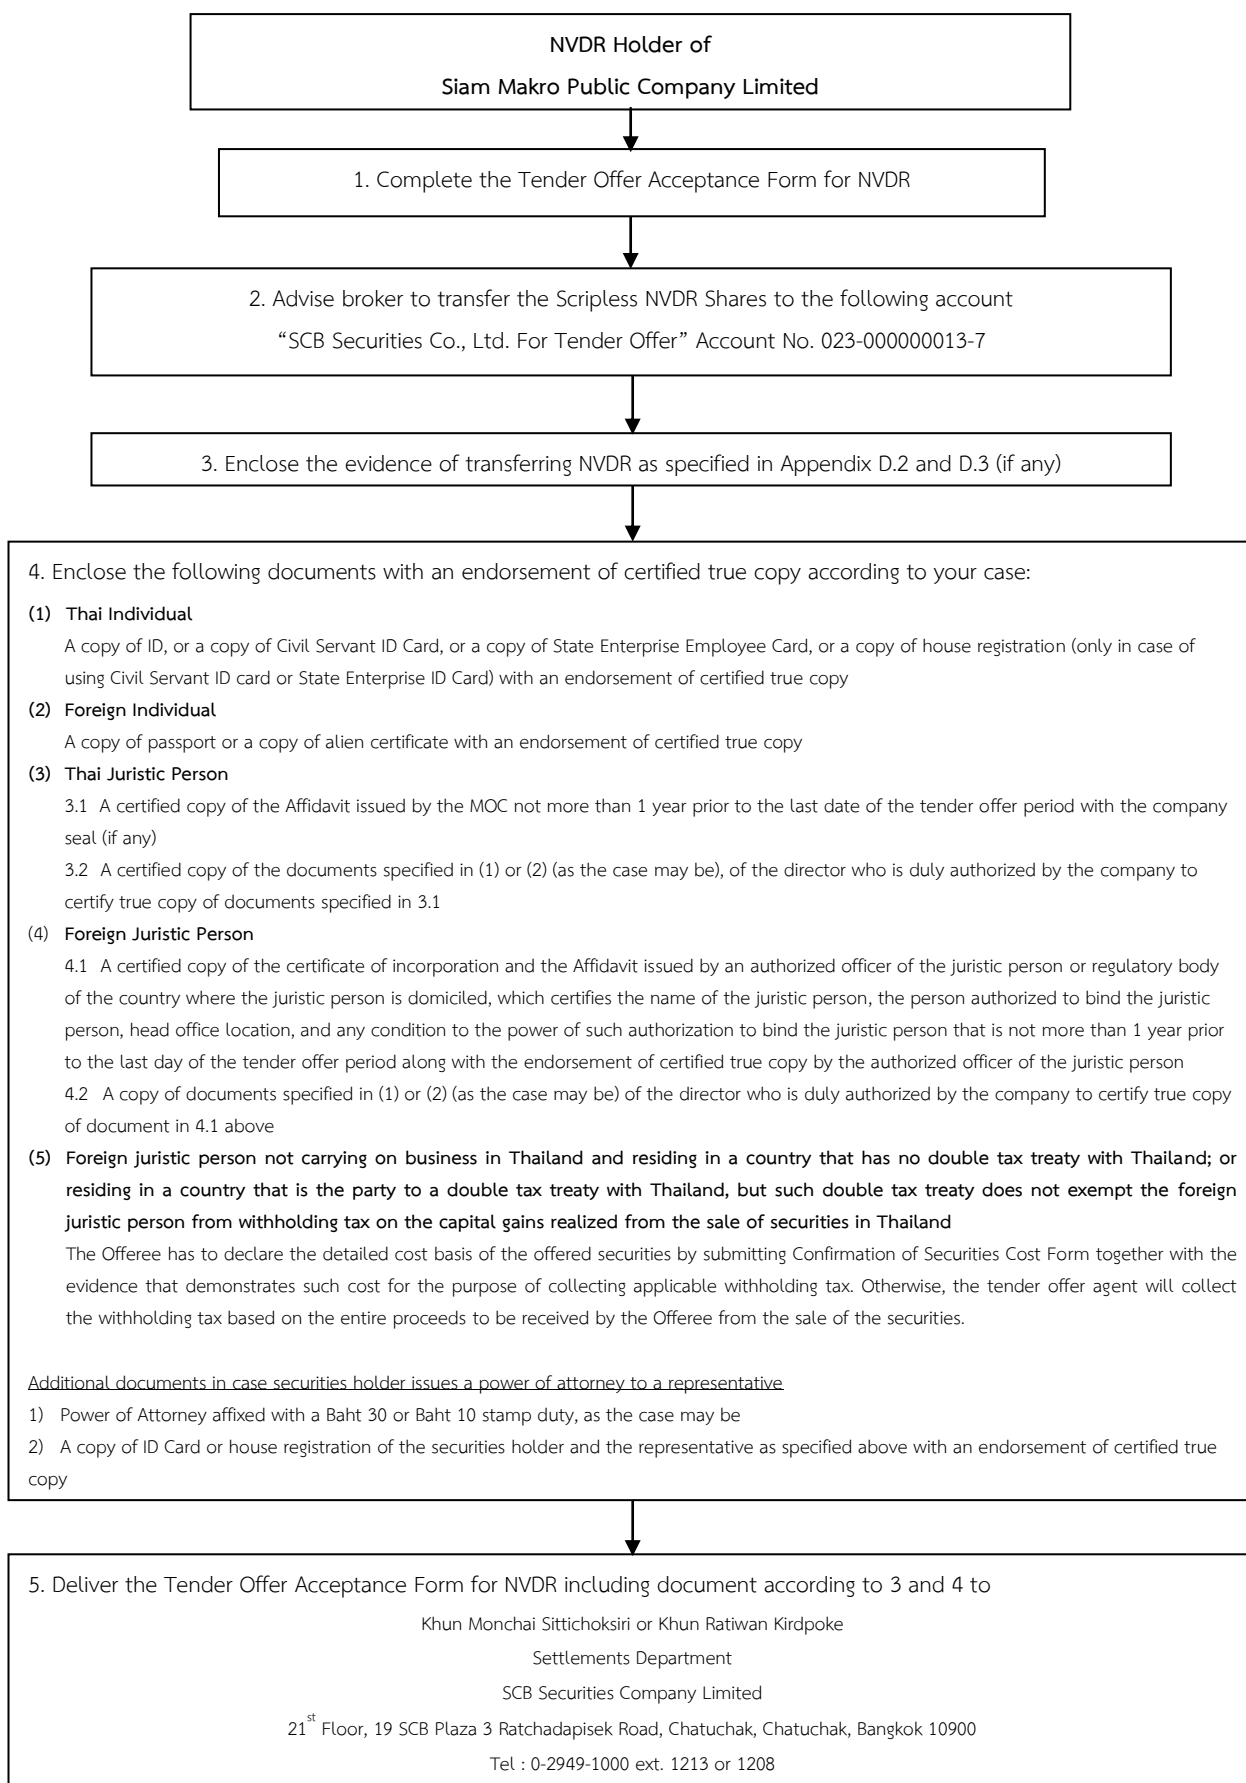 NVDR Holder of
Siam Makro Public Company Limited
1. Complete the Tender Offer Acceptance Form for NVDR
2. Advise broker to transfer the Scripless NVDR Shares to the following account
“SCB Securities Co., Ltd. For Tender Offer” Account No. 023-000000013-7
3. Enclose the evidence of transferring NVDR as specified in Appendix D.2 and D.3 (if any)
4. Enclose the following documents with an endorsement of certified true copy according to your case:
(1) Thai Individual
A copy of ID, or a copy of Civil Servant ID Card, or a copy of State Enterprise Employee Card, or a copy of house registration (only in case of
using Civil Servant ID card or State Enterprise ID Card) with an endorsement of certified true copy
(2) Foreign Individual
A copy of passport or a copy of alien certificate with an endorsement of certified true copy
(3) Thai Juristic Person
3.1 A certified copy of the Affidavit issued by the MOC not more than 1 year prior to the last date of the tender offer period with the company
seal (if any)
3.2 A certified copy of the documents specified in (1) or (2) (as the case may be), of the director who is duly authorized by the company to
certify true copy of documents specified in 3.1
(4) Foreign Juristic Person
4.1 A certified copy of the certificate of incorporation and the Affidavit issued by an authorized officer of the juristic person or regulatory body
of the country where the juristic person is domiciled, which certifies the name of the juristic person, the person authorized to bind the juristic
person, head office location, and any condition to the power of such authorization to bind the juristic person that is not more than 1 year prior
to the last day of the tender offer period along with the endorsement of certified true copy by the authorized officer of the juristic person
4.2 A copy of documents specified in (1) or (2) (as the case may be) of the director who is duly authorized by the company to certify true copy
of document in 4.1 above
(5) Foreign juristic person not carrying on business in Thailand and residing in a country that has no double tax treaty with Thailand; or
residing in a country that is the party to a double tax treaty with Thailand, but such double tax treaty does not exempt the foreign
juristic person from withholding tax on the capital gains realized from the sale of securities in Thailand
The Offeree has to declare the detailed cost basis of the offered securities by submitting Confirmation of Securities Cost Form together with the
evidence that demonstrates such cost for the purpose of collecting applicable withholding tax. Otherwise, the tender offer agent will collect
the withholding tax based on the entire proceeds to be received by the Offeree from the sale of the securities.
Additional documents in case securities holder issues a power of attorney to a representative
1) Power of Attorney affixed with a Baht 30 or Baht 10 stamp duty, as the case may be
2) A copy of ID Card or house registration of the securities holder and the representative as specified above with an endorsement of certified true
copy
5. Deliver the Tender Offer Acceptance Form for NVDR including document according to 3 and 4 to
Khun Monchai Sittichoksiri or Khun Ratiwan Kirdpoke
Settlements Department
SCB Securities Company Limited
21st Floor, 19 SCB Plaza 3 Ratchadapisek Road, Chatuchak, Chatuchak, Bangkok 10900
Tel : 0-2949-1000 ext. 1213 or 1208